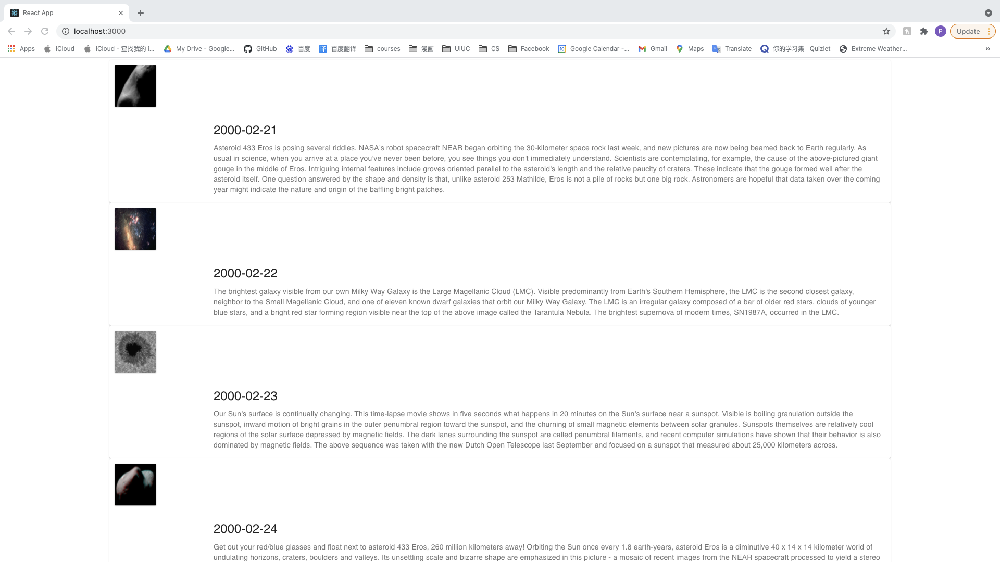 React App
localhost:3000
P
Update
Apps
iCloud
iCloud - 查找我的 i...
My Drive - Google...
GitHub
百度
译
百度翻译
courses
漫画
UIUC
CS
Facebook
10
Google Calendar -...
Gmail
Maps
Translate
你的学习集 | Quizlet
Extreme Weather...
»
2000-02-21
Asteroid 433 Eros is posing several riddles. NASA's robot spacecraft NEAR began orbiting the 30-kilometer space rock last week, and new pictures are now being beamed back to Earth regularly. As
usual in science, when you arrive at a place you've never been before, you see things you don't immediately understand. Scientists are contemplating, for example, the cause of the above-pictured giant
gouge in the middle of Eros. Intriguing internal features include groves oriented parallel to the asteroid's length and the relative paucity of craters. These indicate that the gouge formed well after the
asteroid itself. One question answered by the shape and density is that, unlike asteroid 253 Mathilde, Eros is not a pile of rocks but one big rock. Astronomers are hopeful that data taken over the coming
year might indicate the nature and origin of the baffling bright patches.
2000-02-22
The brightest galaxy visible from our own Milky Way Galaxy is the Large Magellanic Cloud (LMC). Visible predominantly from Earth's Southern Hemisphere, the LMC is the second closest galaxy,
neighbor to the Small Magellanic Cloud, and one of eleven known dwarf galaxies that orbit our Milky Way Galaxy. The LMC is an irregular galaxy composed of a bar of older red stars, clouds of younger
blue stars, and a bright red star forming region visible near the top of the above image called the Tarantula Nebula. The brightest supernova of modern times, SN1987A, occurred in the LMC.
2000-02-23
Our Sun's surface is continually changing. This time-lapse movie shows in five seconds what happens in 20 minutes on the Sun's surface near a sunspot. Visible is boiling granulation outside the
sunspot, inward motion of bright grains in the outer penumbral region toward the sunspot, and the churning of small magnetic elements between solar granules. Sunspots themselves are relatively cool
regions of the solar surface depressed by magnetic fields. The dark lanes surrounding the sunspot are called penumbral filaments, and recent computer simulations have shown that their behavior is also
dominated by magnetic fields. The above sequence was taken with the new Dutch Open Telescope last September and focused on a sunspot that measured about 25,000 kilometers across.
2000-02-24
Get out your red/blue glasses and float next to asteroid 433 Eros, 260 million kilometers away! Orbiting the Sun once every 1.8 earth-years, asteroid Eros is a diminutive 40 x 14 x 14 kilometer world of
undulating horizons, craters, boulders and valleys. Its unsettling scale and bizarre shape are emphasized in this picture - a mosaic of recent images from the NEAR spacecraft processed to yield a stereo